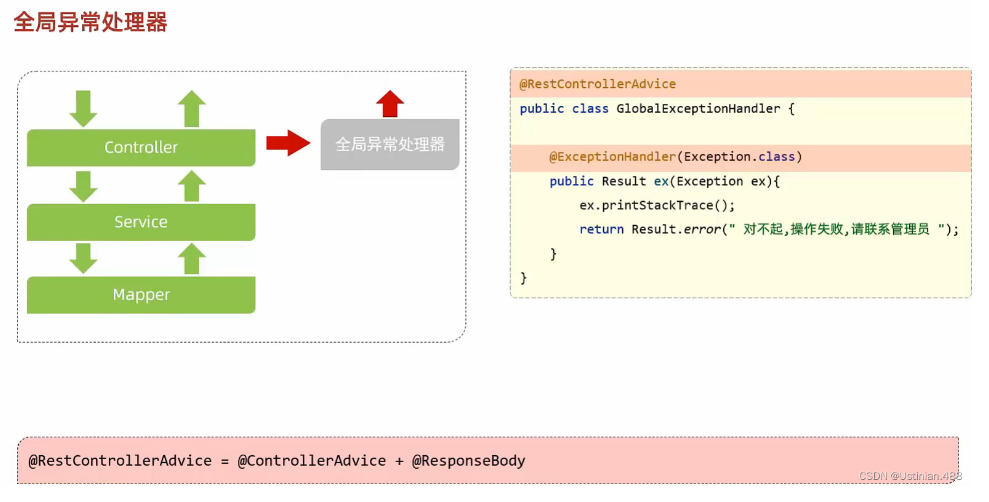 全局异常处理器
Controller
全局异常处理器
Service
Mapper
@RestControllerAdvice
public class GlobalExceptionHandler {
@ExceptionHandler(Exception.class)
public Result ex(Exception ex){
ex.printStackTrace();
return Result.error(" 对不起,操作失败,请联系管理员 ");
}
}
@RestControllerAdvice = @ControllerAdvice + @ResponseBody
CSDN @Ustinian.488